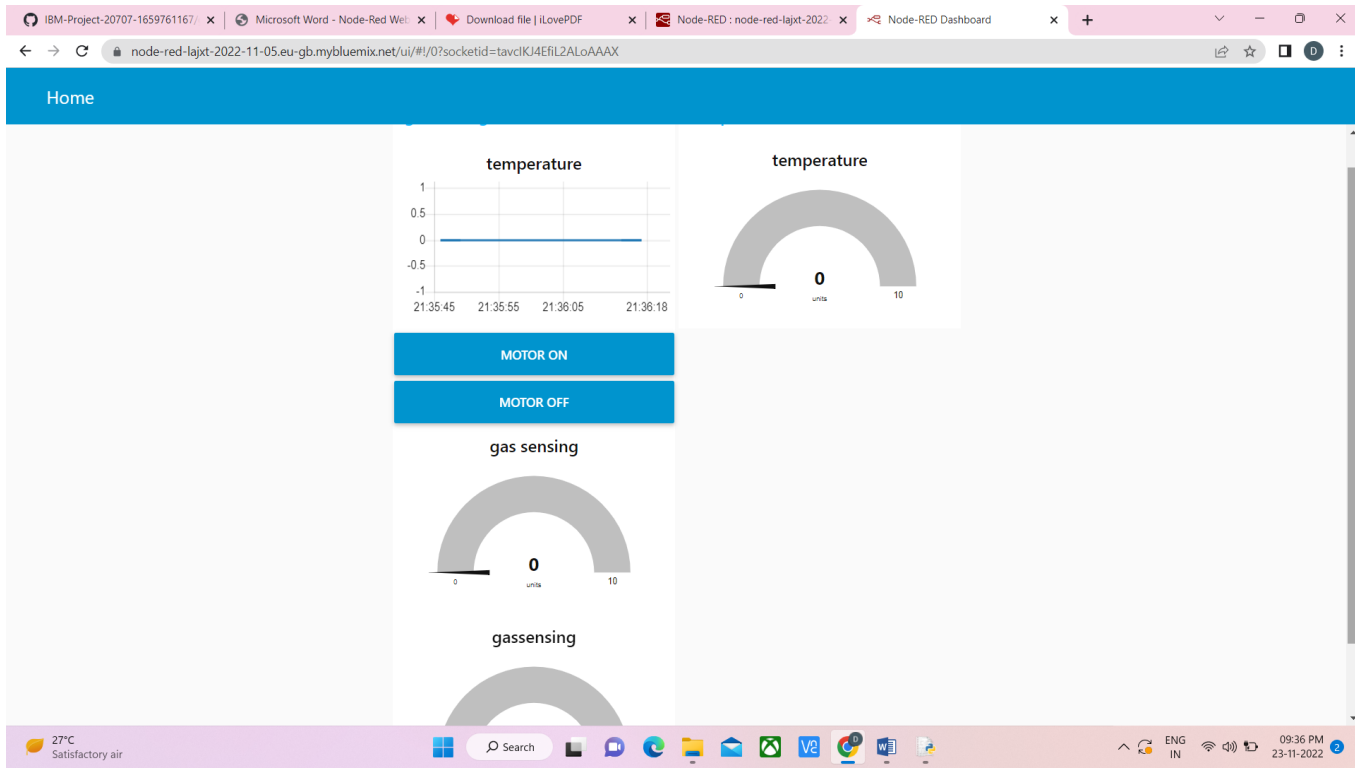 IBM-Project-20707-1659761167/
Microsoft Word - Node-Red Web
Download file | iLovePDF
Node-RED : node-red-lajxt-2022-
Node-RED Dashboard
node-red-lajxt-2022-11-05.eu-gb.mybluemix.net/ui/#!/0?socketid=tavcIKJ4EfiL2ALoAAAX
D
Home
temperature
1
0.5
0
-0.5
-1
21:35:45 21:35:55 21:36:05 21:36:18
temperature
0
units
0 10
MOTOR ON
MOTOR OFF
gas sensing
0
units
0 10
gassensing
27°C
Satisfactory air
Search
D
ENG
IN
09:36 PM
23-11-2022
2